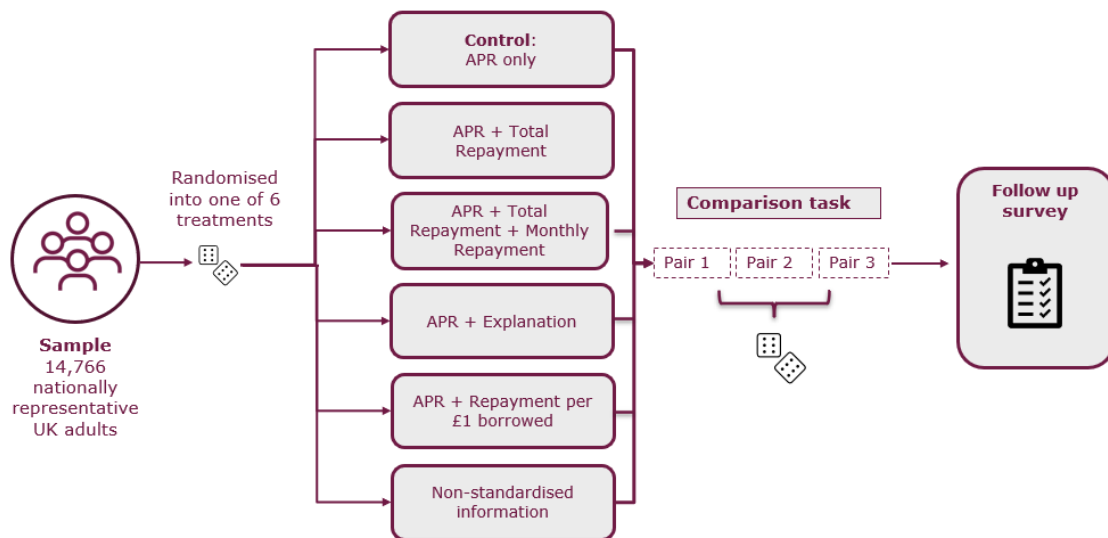 Sample
14,766
nationally
representative
UK adults
Randomised
into one of 6
treatments
Control:
APR only
APR + Total
Repayment
APR + Total
Repayment + Monthly
Repayment
APR + Explanation
APR + Repayment per
£1 borrowed
Non-standardised
information
Comparison task
Pair 1
Pair 2
Pair 3
Follow up
survey